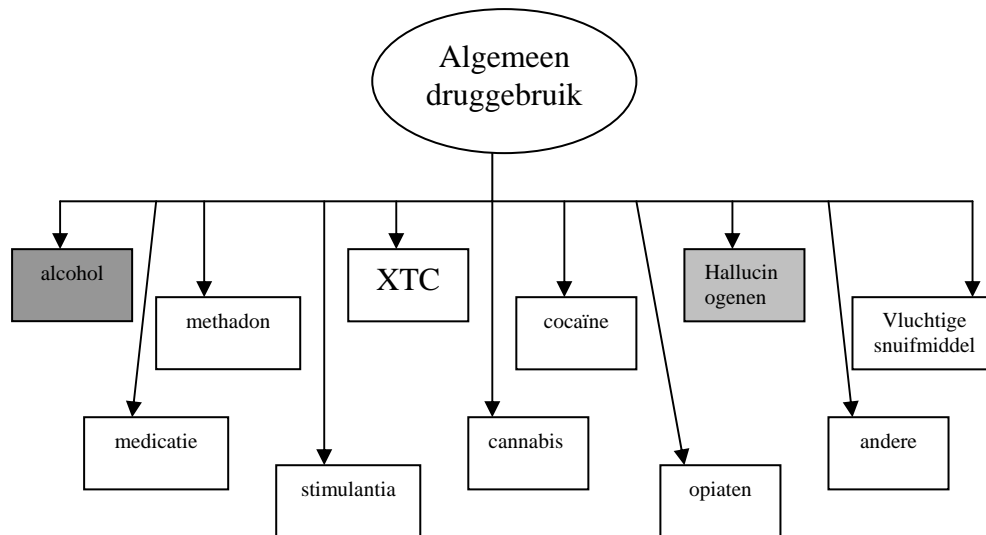 Algemeen
druggebruik
alcohol
XTC
Hallucin
ogenen
methadon
cocaïne
Vluchtige
snuifmiddel
medicatie
cannabis
andere
stimulantia
opiaten